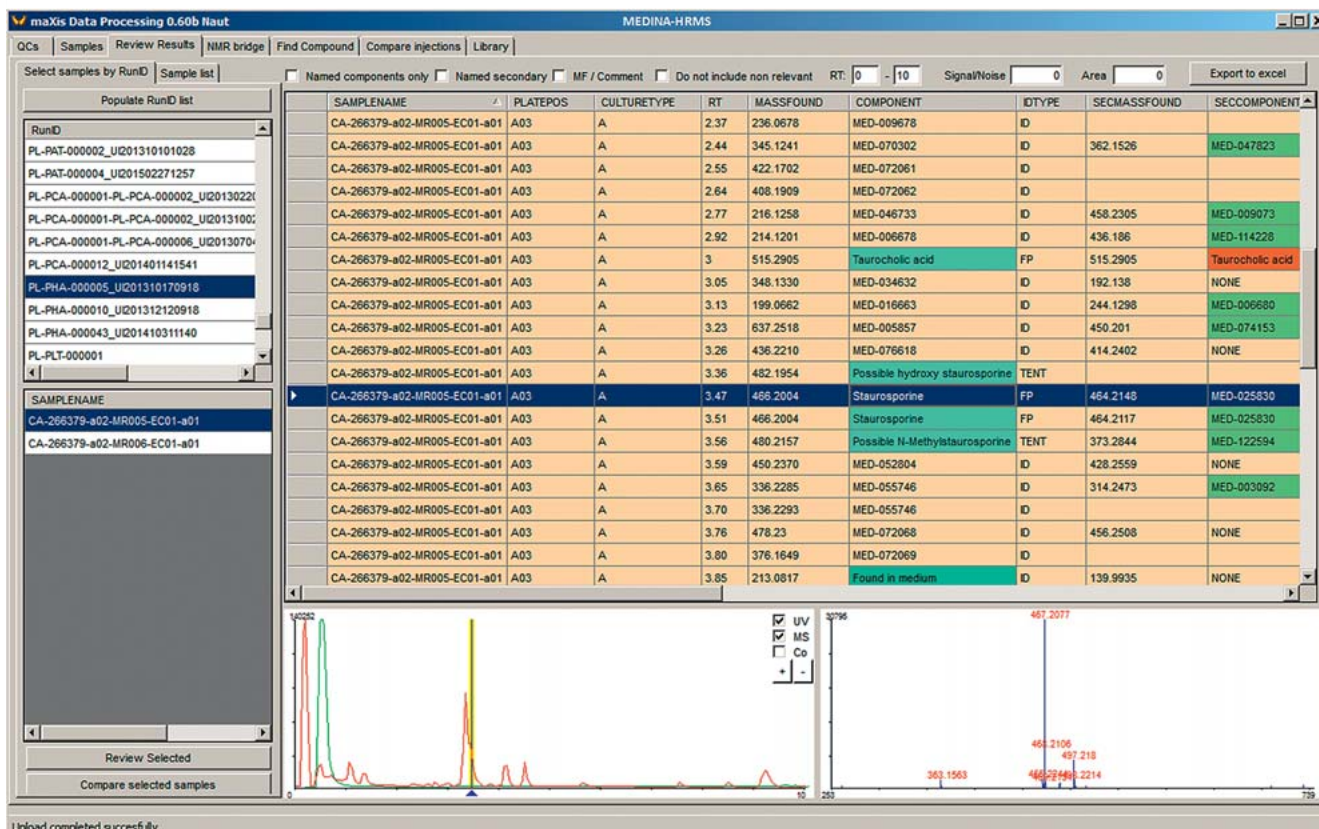 maXis Data Processing 0.60b Naut MEDINA-HRMS
QCs Samples Review Results NMR bridge Find Compound Compare injections Library
Select samples by RunID Sample list
Named components only Named secondary MF / Comment Do not include non relevant RT: 0 - 10 Signal/Noise 0 Area 0 Export to excel
Populate RunID list
RunID
PL-PAT-000002_UI201310101028
PL-PAT-000004_UI201502271257
PL-PCA-000001-PL-PCA-000002_UI20130220
PL-PCA-000001-PL-PCA-000002_UI20131002
PL-PCA-000001-PL-PCA-000006_UI20130704
PL-PCA-000012_UI201401141541
PL-PHA-000005_UI201310170918
PL-PHA-000010_UI201312120918
PL-PHA-000043_UI201410311140
PL-PLT-000001
SAMPLENAME
CA-266379-a02-MR005-EC01-a01
CA-266379-a02-MR006-EC01-a01
Review Selected
Compare selected samples
SAMPLENAME PLATEPOS CULTURETYPE RT MASSFOUND COMPONENT IDTYPE SECMASSFOUND SECCOMPONENT
CA-266379-a02-MR005-EC01-a01 A03 A 2.37 236.0678 MED-009678 ID
CA-266379-a02-MR005-EC01-a01 A03 A 2.44 345.1241 MED-070302 ID 362.1526 MED-047823
CA-266379-a02-MR005-EC01-a01 A03 A 2.55 422.1702 MED-072061 ID
CA-266379-a02-MR005-EC01-a01 A03 A 2.64 408.1909 MED-072062 ID
CA-266379-a02-MR005-EC01-a01 A03 A 2.77 216.1258 MED-046733 ID 458.2305 MED-009073
CA-266379-a02-MR005-EC01-a01 A03 A 2.92 214.1201 MED-006678 ID 436.186 MED-114228
CA-266379-a02-MR005-EC01-a01 A03 A 3 515.2905 Taurocholic acid FP 515.2905 Taurocholic acid
CA-266379-a02-MR005-EC01-a01 A03 A 3.05 348.1330 MED-034632 ID 192.138 NONE
CA-266379-a02-MR005-EC01-a01 A03 A 3.13 199.0662 MED-016663 ID 244.1298 MED-006680
CA-266379-a02-MR005-EC01-a01 A03 A 3.23 637.2518 MED-005857 ID 450.201 MED-074153
CA-266379-a02-MR005-EC01-a01 A03 A 3.26 436.2210 MED-076618 ID 414.2402 NONE
CA-266379-a02-MR005-EC01-a01 A03 A 3.36 482.1954 Possible hydroxy staurosporine TENT
CA-266379-a02-MR005-EC01-a01 A03 A 3.47 466.2004 Staurosporine FP 464.2148 MED-025830
CA-266379-a02-MR005-EC01-a01 A03 A 3.51 466.2004 Staurosporine FP 464.2117 MED-025830
CA-266379-a02-MR005-EC01-a01 A03 A 3.56 480.2157 Possible N-Methylstaurosporine TENT 373.2844 MED-122594
CA-266379-a02-MR005-EC01-a01 A03 A 3.59 450.2370 MED-052804 ID 428.2559 NONE
CA-266379-a02-MR005-EC01-a01 A03 A 3.65 336.2285 MED-055746 ID 314.2473 MED-003092
CA-266379-a02-MR005-EC01-a01 A03 A 3.70 336.2293 MED-055746 ID
CA-266379-a02-MR005-EC01-a01 A03 A 3.76 478.23 MED-072068 ID 456.2508 NONE
CA-266379-a02-MR005-EC01-a01 A03 A 3.80 376.1649 MED-072069 ID
CA-266379-a02-MR005-EC01-a01 A03 A 3.85 213.0817 Found in medium ID 139.9935 NONE
140252
UV
MS
Co
+ -
0 10
30796
467.2077
468.2106
497.218
363.1563
253 739
Upload completed succesfully